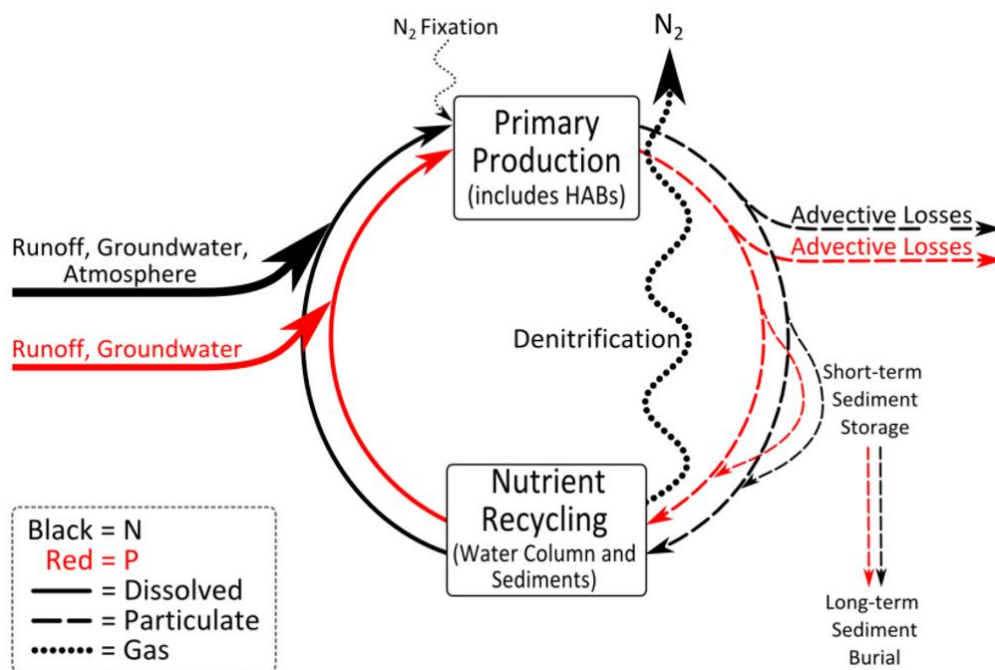 N₂ Fixation
N₂
Primary
Production
(includes HABs)
Runoff, Groundwater,
Atmosphere
Advective Losses
Advective Losses
Runoff, Groundwater
Denitrification
Short-term
Sediment
Storage
Nutrient
Recycling
(Water Column and
Sediments)
Black = N
Red = P
= Dissolved
= Particulate
= Gas
Long-term
Sediment
Burial